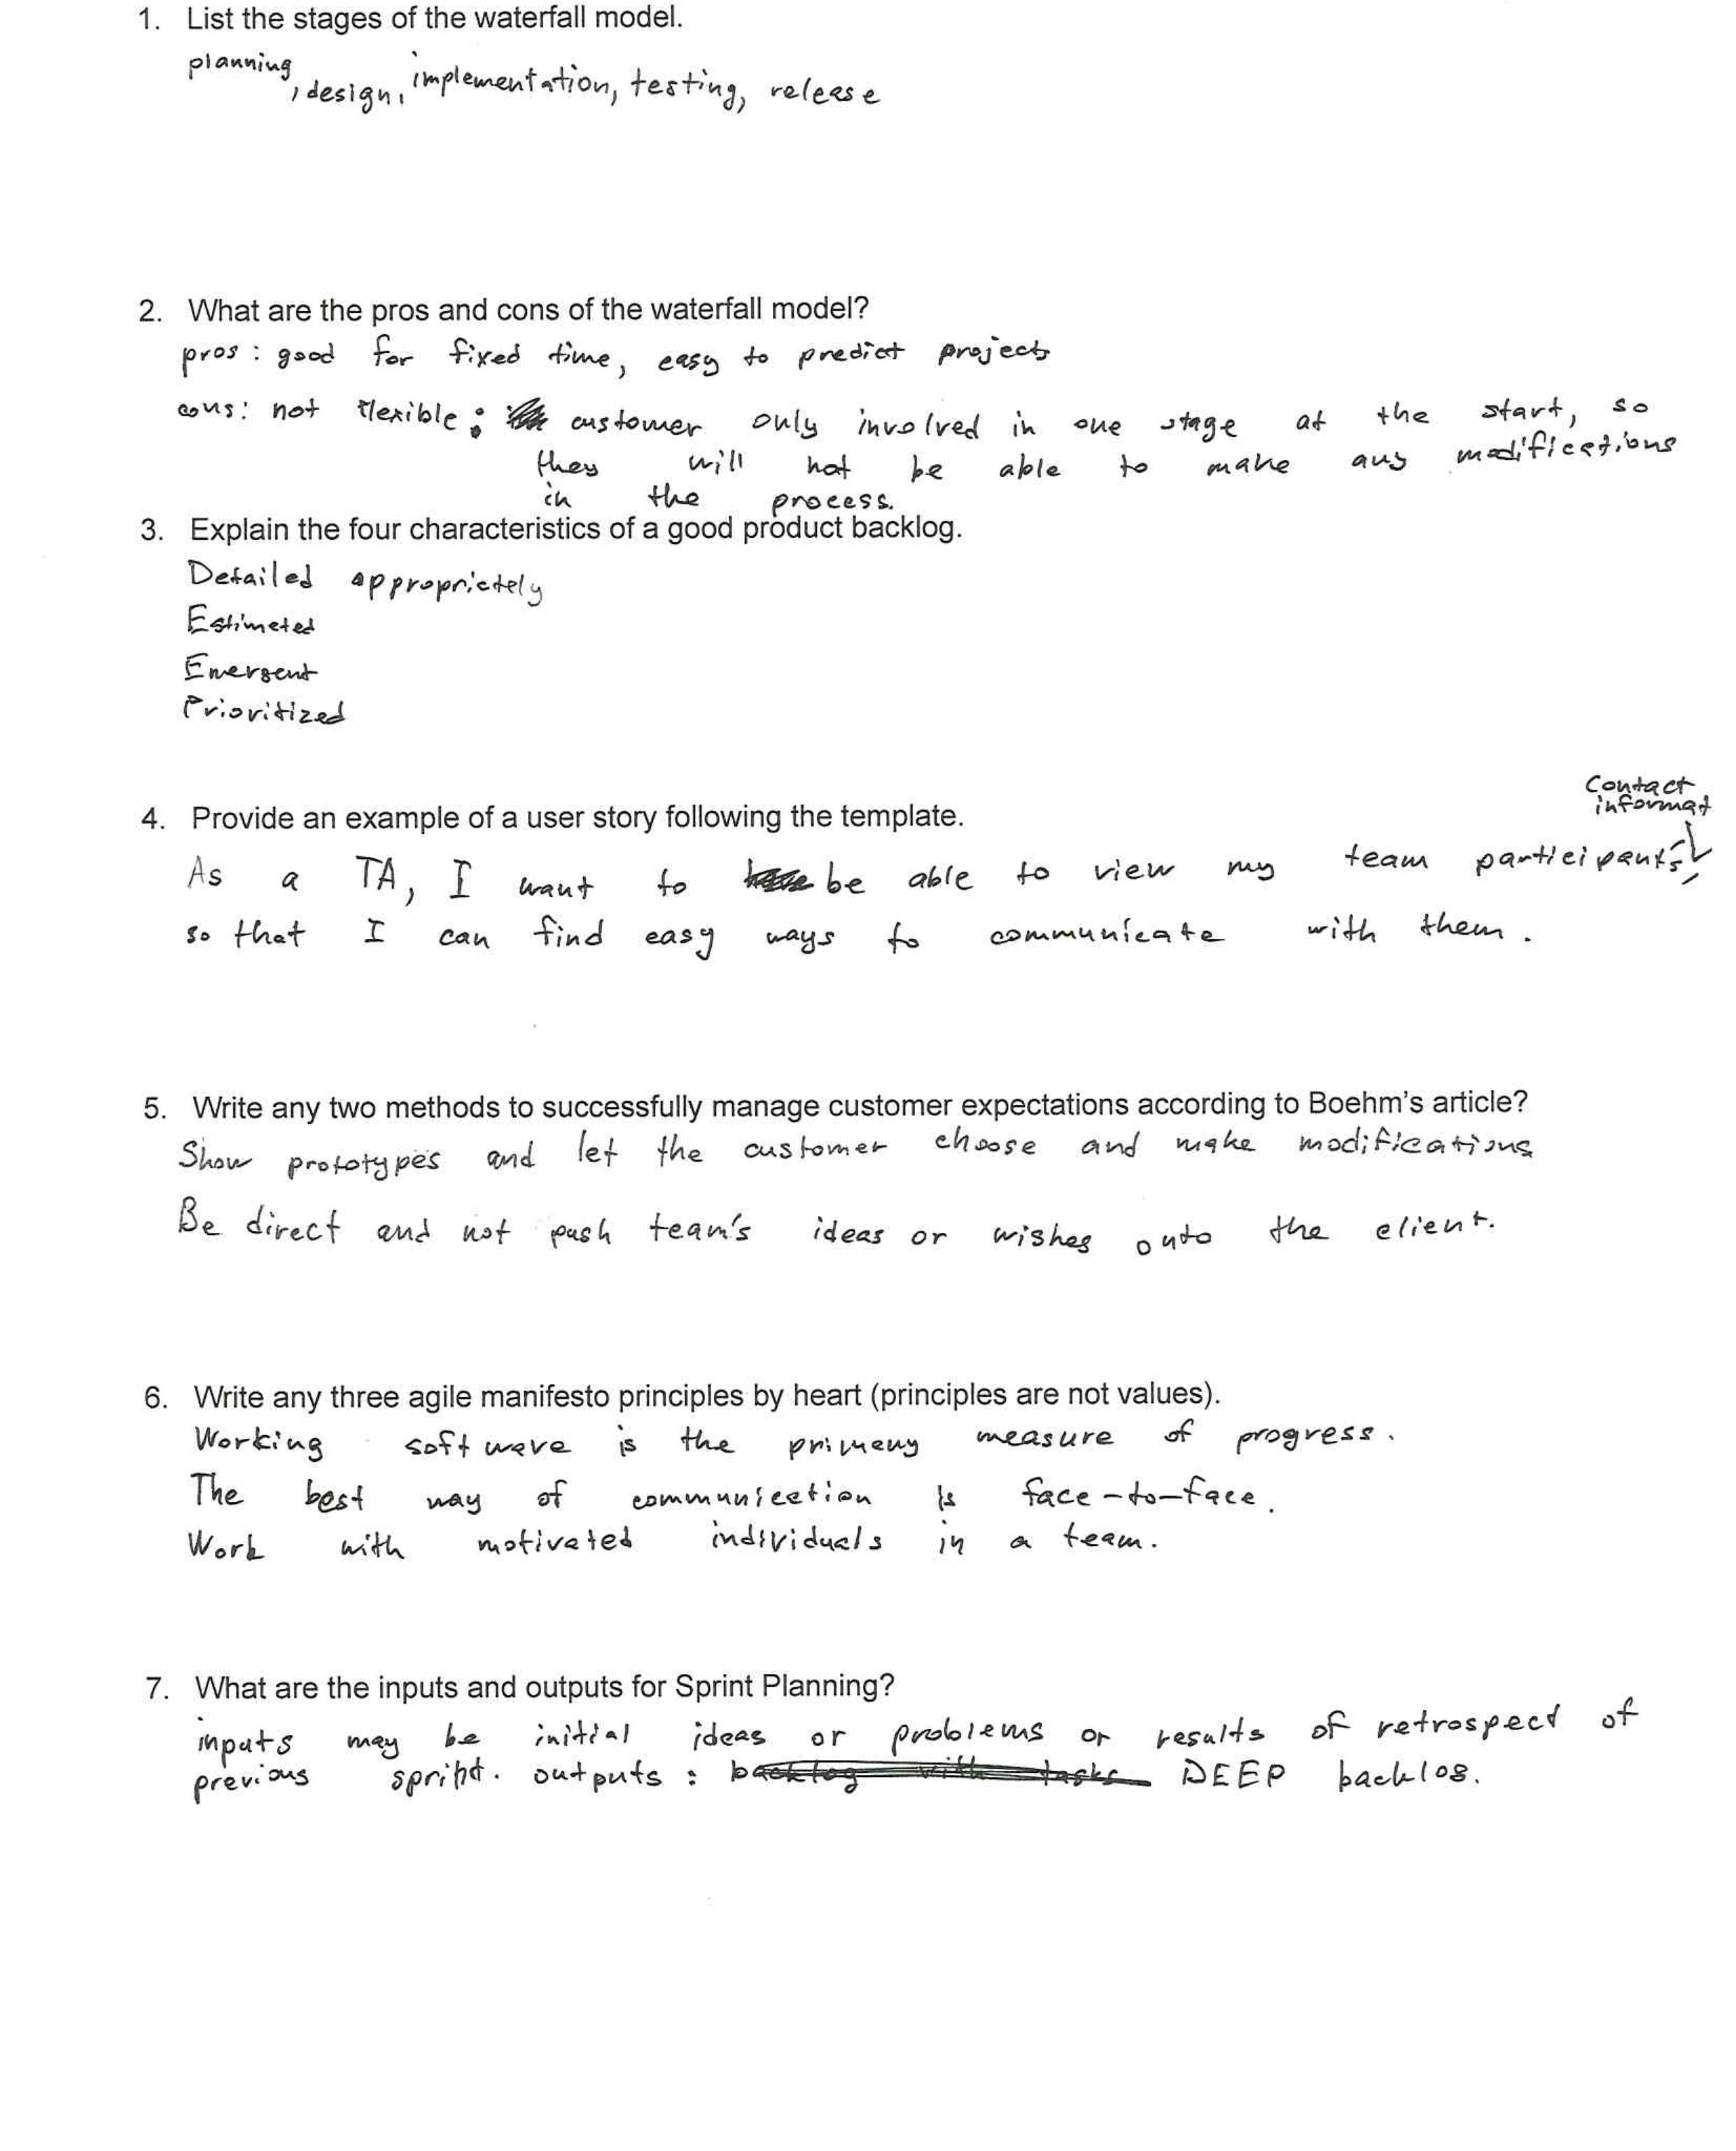 1. List the stages of the waterfall model.
planning, design, implementation, testing, release
2. What are the pros and cons of the waterfall model?
pros: good for fixed time, easy to predict projects
cons: not flexible; customer only involved in one stage at the start, so
they will not be able to make any modifications
in the process.
3. Explain the four characteristics of a good product backlog.
Detailed appropriately
Estimated
Emergent
Prioritized
4. Provide an example of a user story following the template.
Contact
informat
As a TA, I want to be able to view my team participants'
so that I can find easy ways to communicate with them.
5. Write any two methods to successfully manage customer expectations according to Boehm's article?
Show prototypes and let the customer choose and make modifications
Be direct and not push team's ideas or wishes onto the client.
6. Write any three agile manifesto principles by heart (principles are not values).
Working software is the primary measure of progress.
The best way of communication is face-to-face.
Work with motivated individuals in a team.
7. What are the inputs and outputs for Sprint Planning?
inputs may be initial ideas or problems or results of retrospect of
previous sprint. outputs: backlog with tasks DEEP backlog.